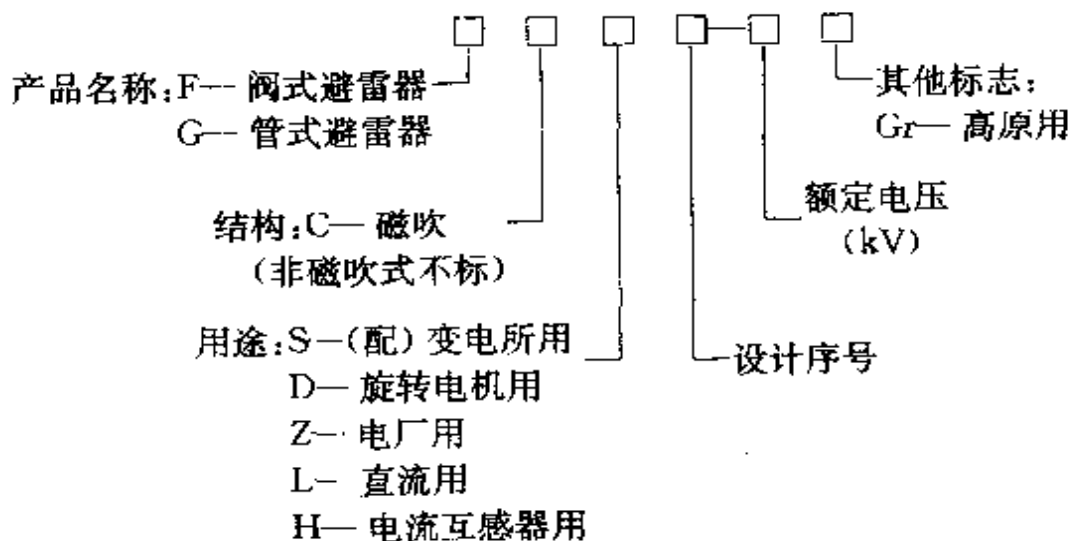 产品名称:F— 阀式避雷器
G— 管式避雷器
其他标志:
Gr— 高原用
额定电压
(kV)
结构:C— 磁吹
(非磁吹式不标)
用途:S—(配) 变电所用
设计序号
D— 旋转电机用
Z— 电厂用
L— 直流用
H— 电流互感器用